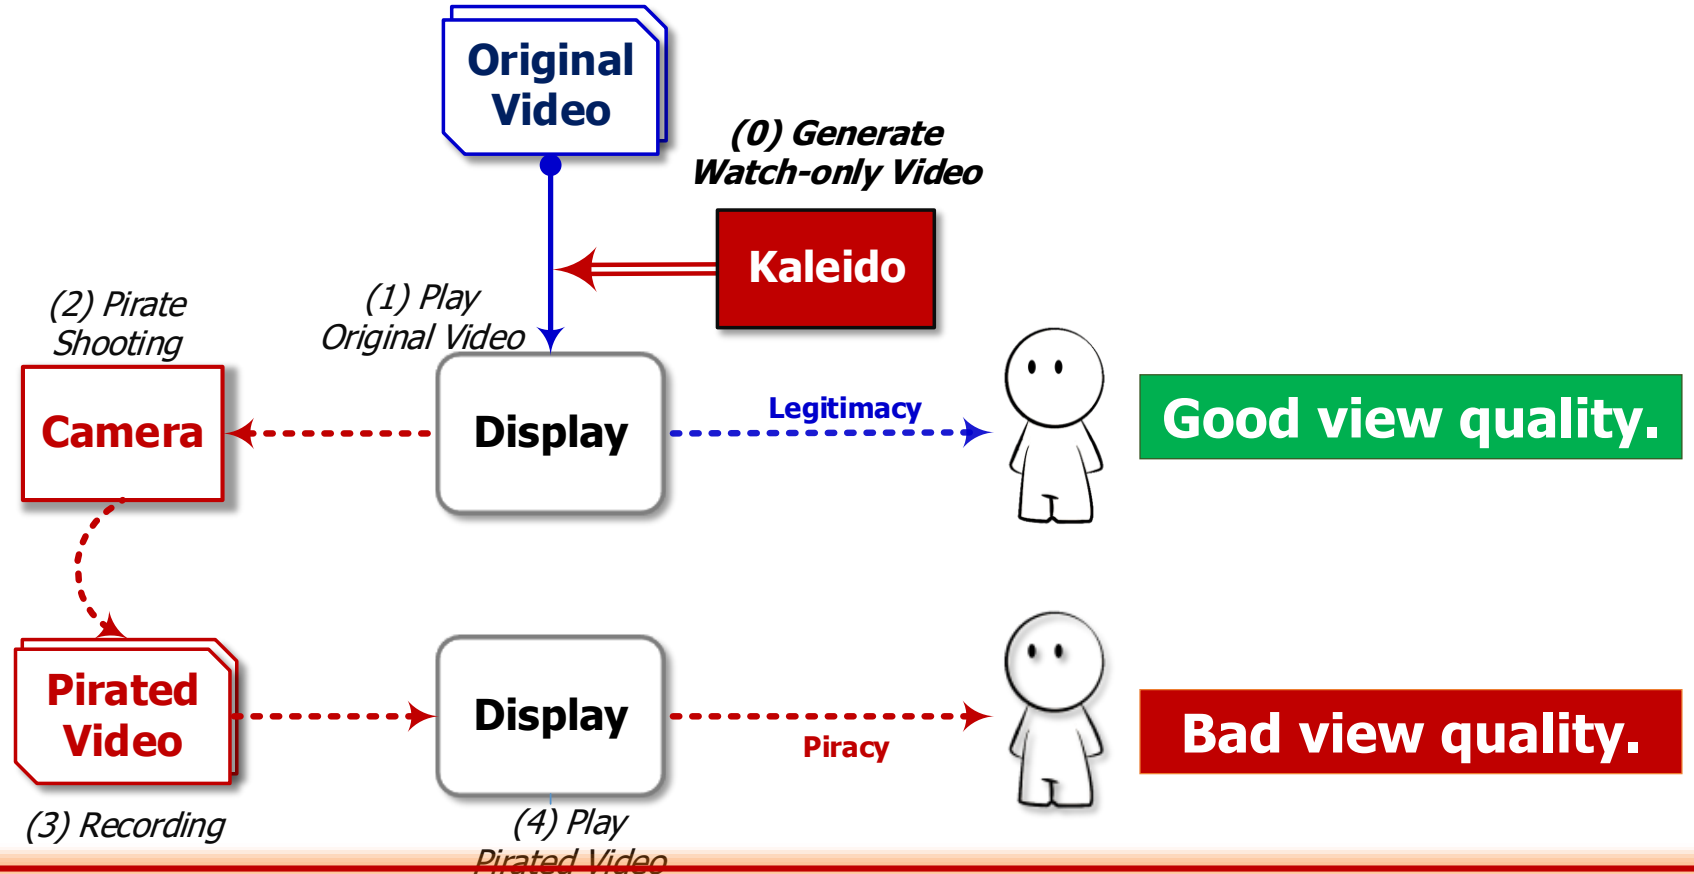 Original
Video
(0) Generate
Watch-only Video
Kaleido
(1) Play
Original Video
(2) Pirate
Shooting
Camera
Display
Legitimacy
Good view quality.
Pirated
Video
(3) Recording
Display
(4) Play
Pirated Video
Piracy
Bad view quality.